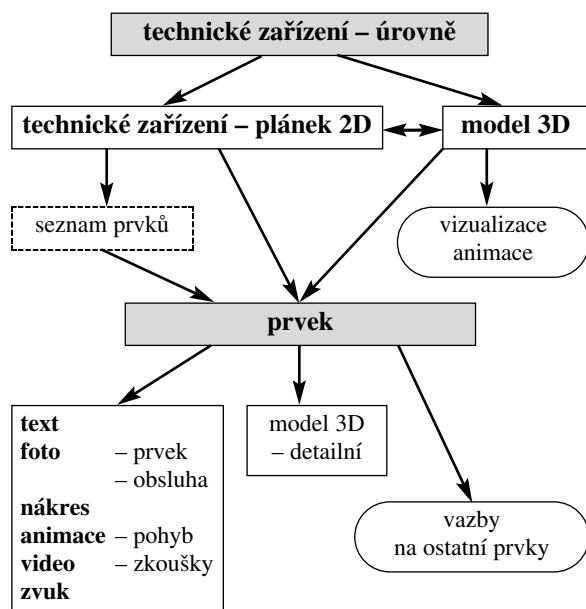 technické zařízení – úrovně
technické zařízení – plánek 2D
model 3D
seznam prvků
vizualizace
animace
prvek
text
foto – prvek
– obsluha
nákres
animace – pohyb
video – zkoušky
zvuk
model 3D
– detailní
vazby
na ostatní prvky